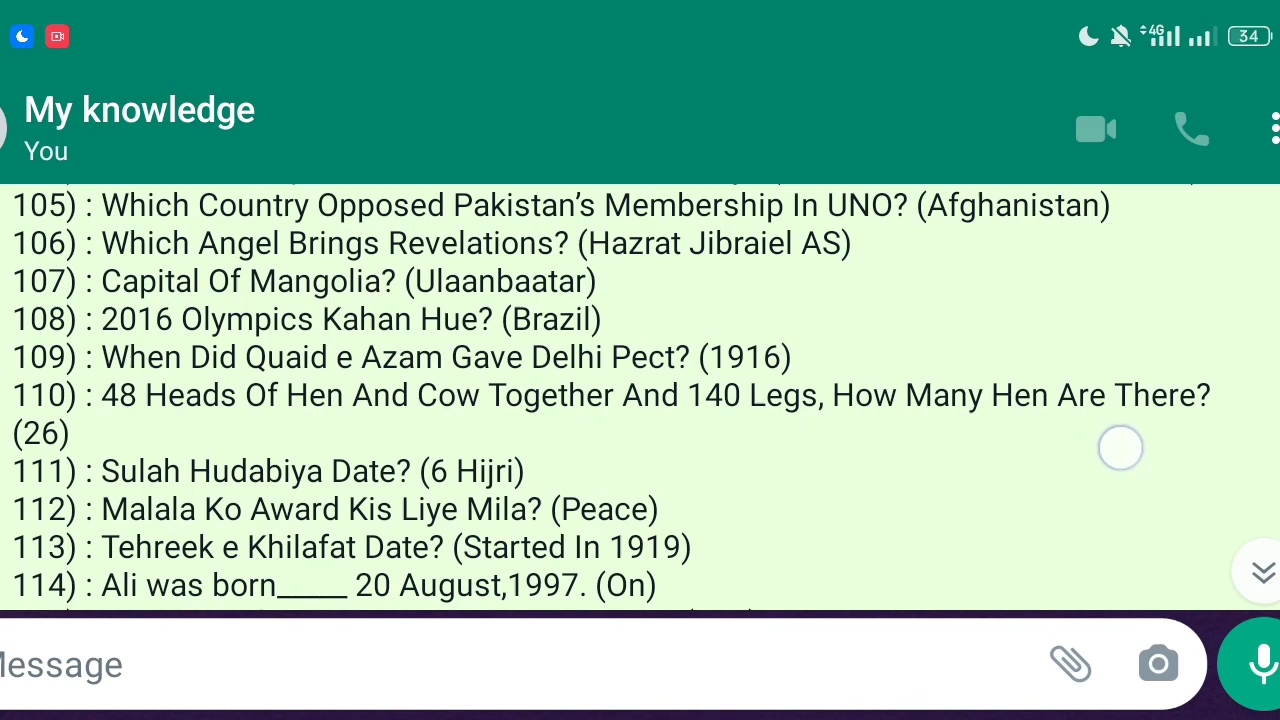 4G
34
My knowledge
You
105) : Which Country Opposed Pakistan’s Membership In UNO? (Afghanistan)
106) : Which Angel Brings Revelations? (Hazrat Jibraiel AS)
107) : Capital Of Mangolia? (Ulaanbaatar)
108) : 2016 Olympics Kahan Hue? (Brazil)
109) : When Did Quaid e Azam Gave Delhi Pect? (1916)
110) : 48 Heads Of Hen And Cow Together And 140 Legs, How Many Hen Are There?
(26)
111) : Sulah Hudabiya Date? (6 Hijri)
112) : Malala Ko Award Kis Liye Mila? (Peace)
113) : Tehreek e Khilafat Date? (Started In 1919)
114) : Ali was born_____ 20 August,1997. (On)
Message